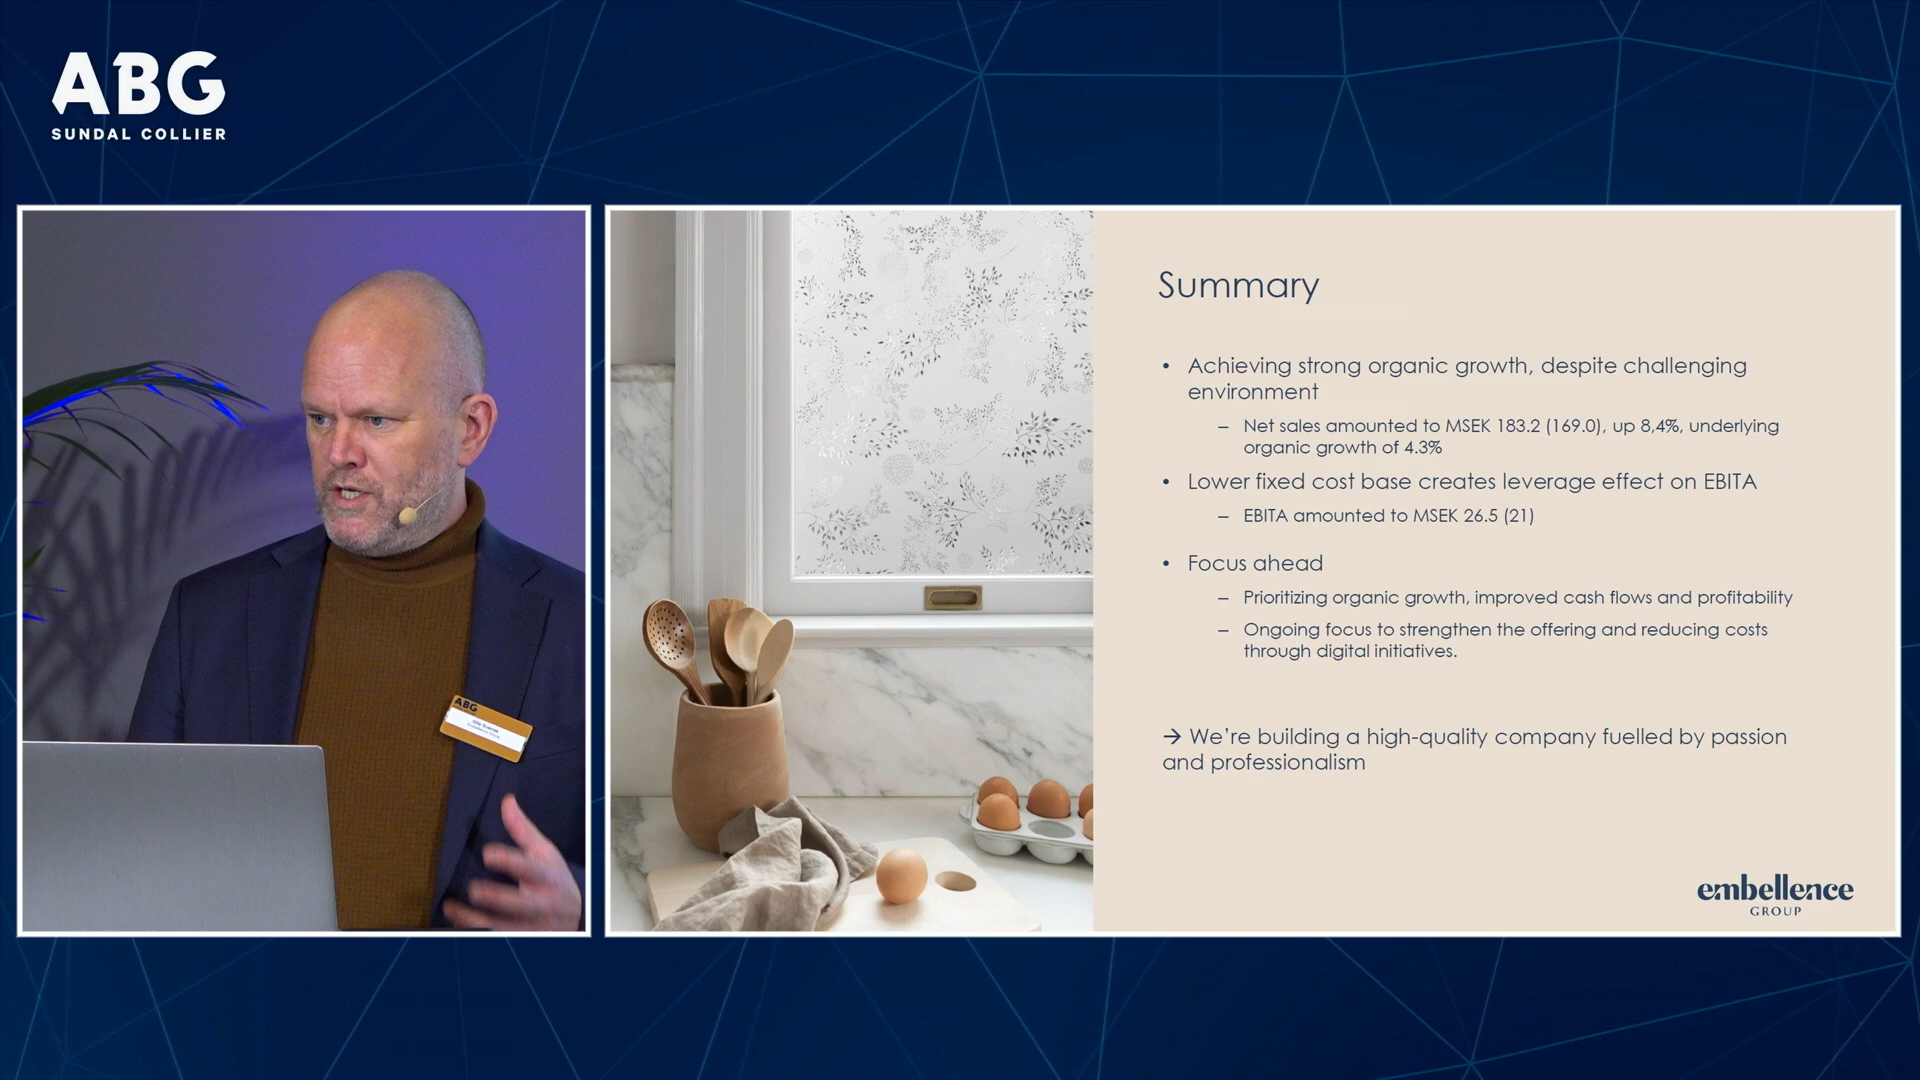 ABG
SUNDAL COLLIER
ABG
Summary
• Achieving strong organic growth, despite challenging
environment
– Net sales amounted to MSEK 183.2 (169.0), up 8,4%, underlying
organic growth of 4.3%
• Lower fixed cost base creates leverage effect on EBITA
– EBITA amounted to MSEK 26.5 (21)
• Focus ahead
– Prioritizing organic growth, improved cash flows and profitability
– Ongoing focus to strengthen the offering and reducing costs
through digital initiatives.
→ We’re building a high-quality company fuelled by passion
and professionalism
embellence
GROUP